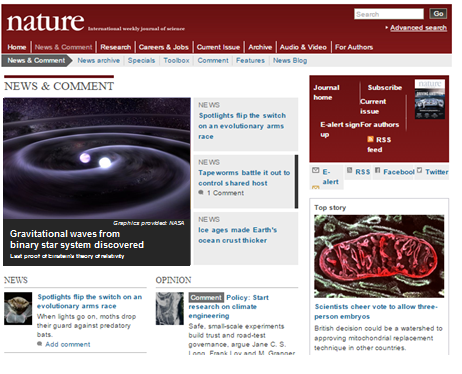 nature International weekly journal of science
Search Go
Advanced search
Home News & Comment Research Careers & Jobs Current Issue Archive Audio & Video For Authors
News & Comment News archive Specials Toolbox Comment Features News Blog
NEWS & COMMENT
Graphics provided: NASA
Gravitational waves from
binary star system discovered
Last proof of Einstein's theory of relativity
NEWS
Spotlights flip the switch
on an evolutionary arms
race
NEWS
Tapeworms battle it out to
control shared host
1 Comment
NEWS
Ice ages made Earth's
ocean crust thicker
Journal
home
Subscribe
Current
issue
E-alert sign
up
For authors
RSS
feed
nature
E-
alert
RSS
Facebook
Twitter
Top story
Scientists cheer vote to allow three-
person embryos
British decision could be a watershed to
approving mitochondrial replacement
technique in other countries.
NEWS
Spotlights flip the switch on an
evolutionary arms race
When lights go on, moths drop
their guard against predatory
bats.
Add comment
OPINION
Comment Policy: Start
research on climate
engineering
Safe, small-scale experiments
build trust and road-test
governance, argue Jane C. S.
Long, Frank Loy and M. Granger